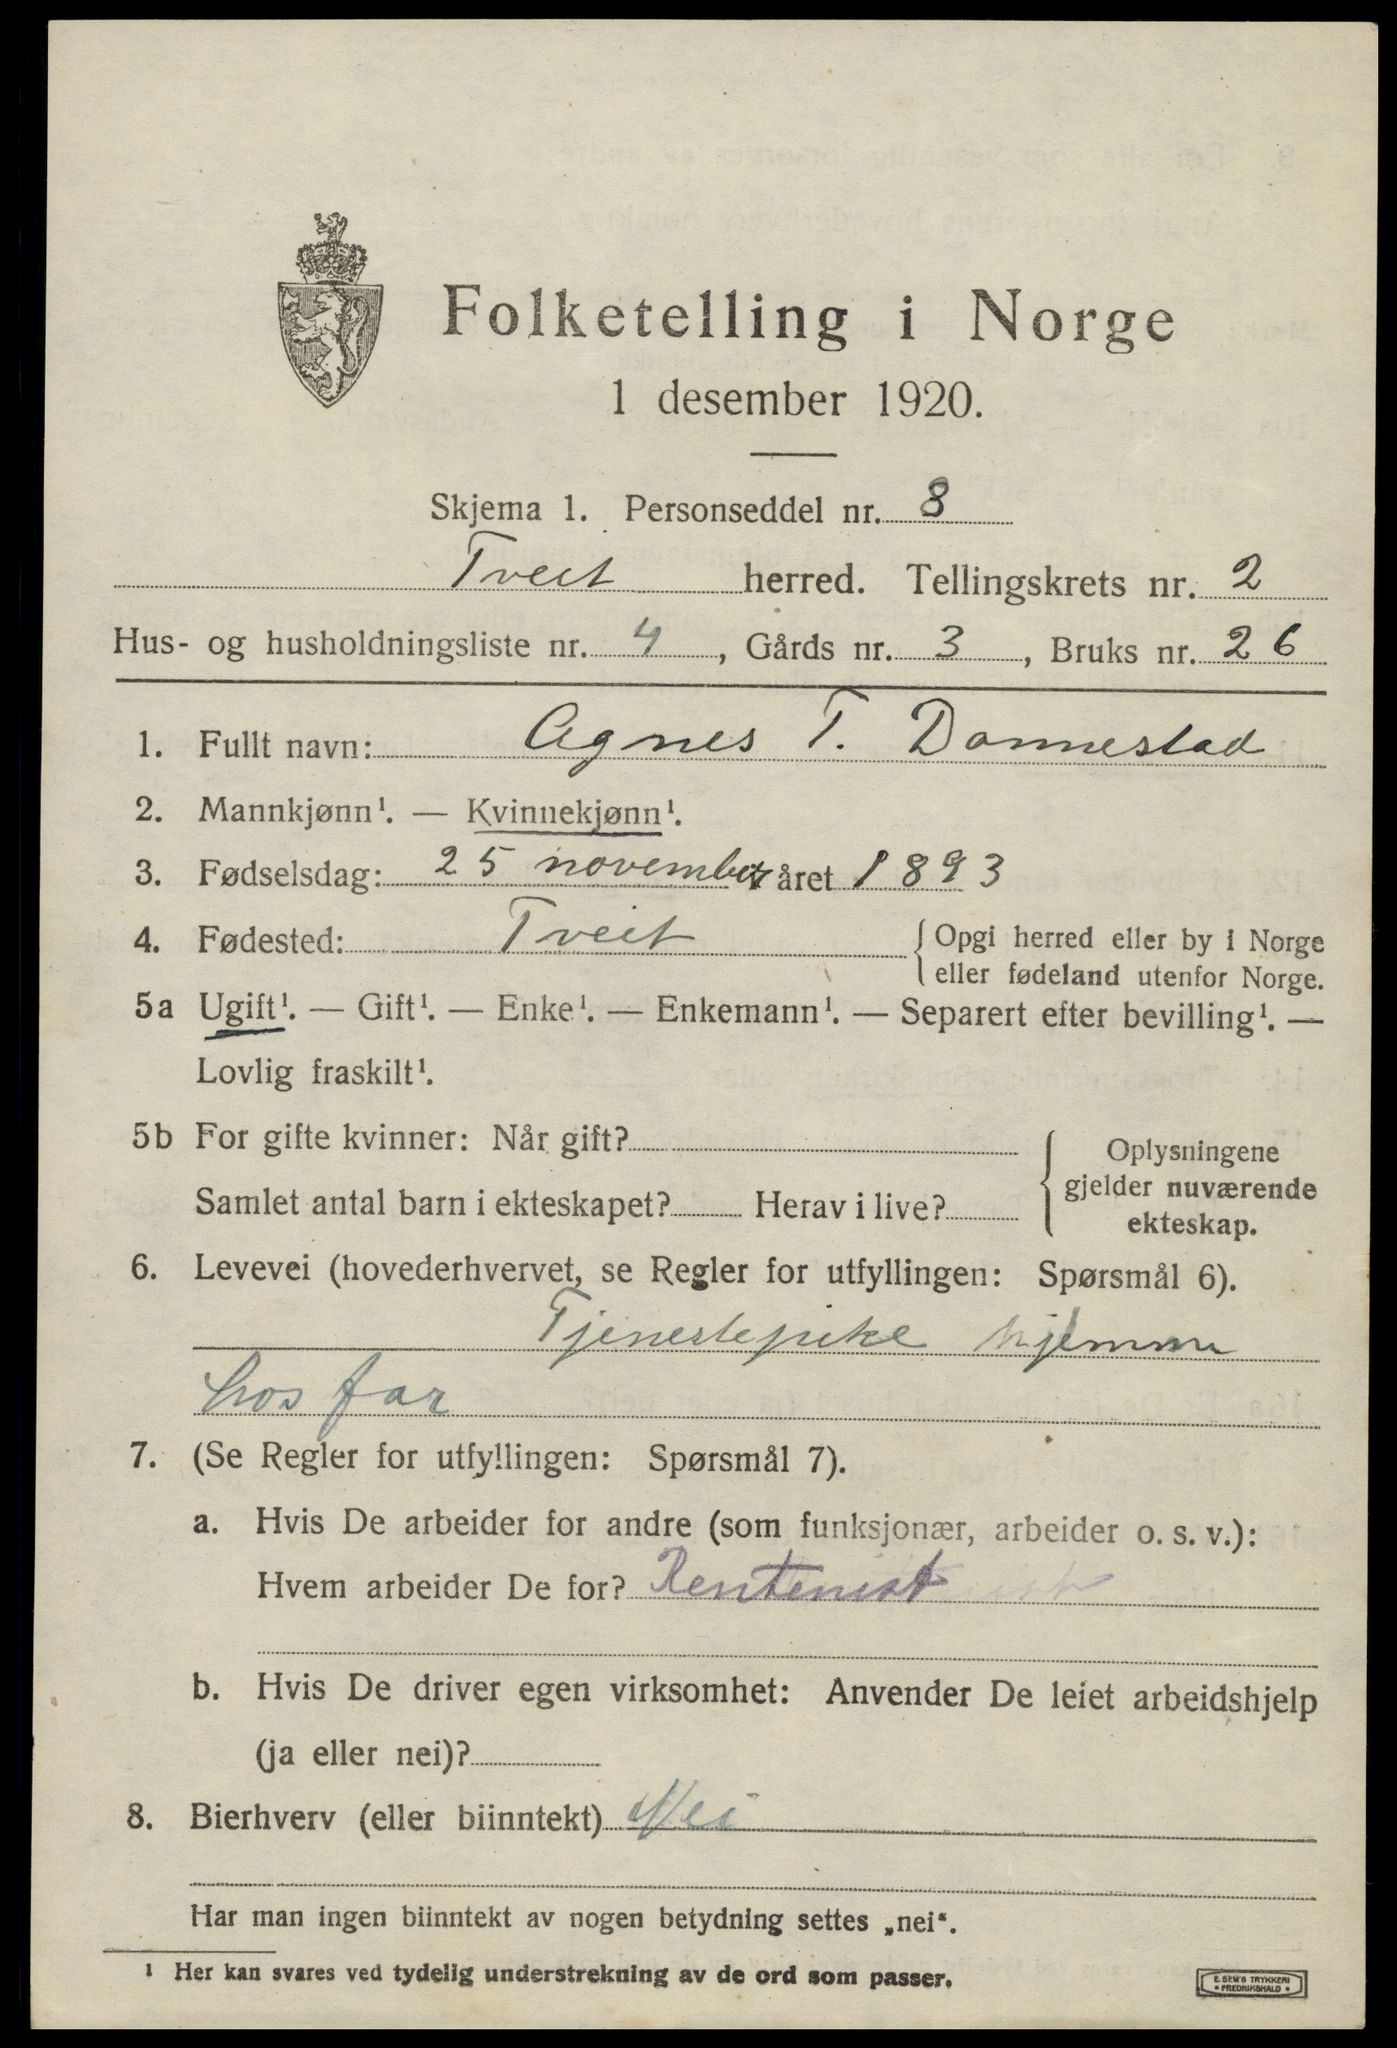 Folketelling i Norge
1 desember 1920.
Skjema 1. Personseddel nr. 8
Tveit herred. Tellingskrets nr. 2
Hus- og husholdningsliste nr. 4, Gårds nr. 3, Bruks nr. 26
1. Fullt navn: Agnes T. Dønnestad
2. Mannkjønn¹. — Kvinnekjønn¹.
3. Fødselsdag: 25 november året 1893
4. Fødested: Tveit { Opgi herred eller by i Norge
eller fødeland utenfor Norge.
5a Ugift¹. — Gift¹. — Enke¹. — Enkemann¹. — Separert efter bevilling¹. —
Lovlig fraskilt¹.
5b For gifte kvinner: Når gift?
Samlet antal barn i ekteskapet? Herav i live?
{ Oplysningene
gjelder nuværende
ekteskap.
6. Levevei (hovederhvervet, se Regler for utfyllingen: Spørsmål 6).
Tjenestepike hjemme
hos far
7. (Se Regler for utfyllingen: Spørsmål 7).
a. Hvis De arbeider for andre (som funksjonær, arbeider o. s. v.):
Hvem arbeider De for? Rentenist
b. Hvis De driver egen virksomhet: Anvender De leiet arbeidshjelp
(ja eller nei)?
8. Bierhverv (eller biinntekt) Nei
Har man ingen biinntekt av nogen betydning settes „nei“.
¹ Her kan svares ved tydelig understrekning av de ord som passer.
E. SEM'S TRYKKERI
• FREDRIKSHALD •